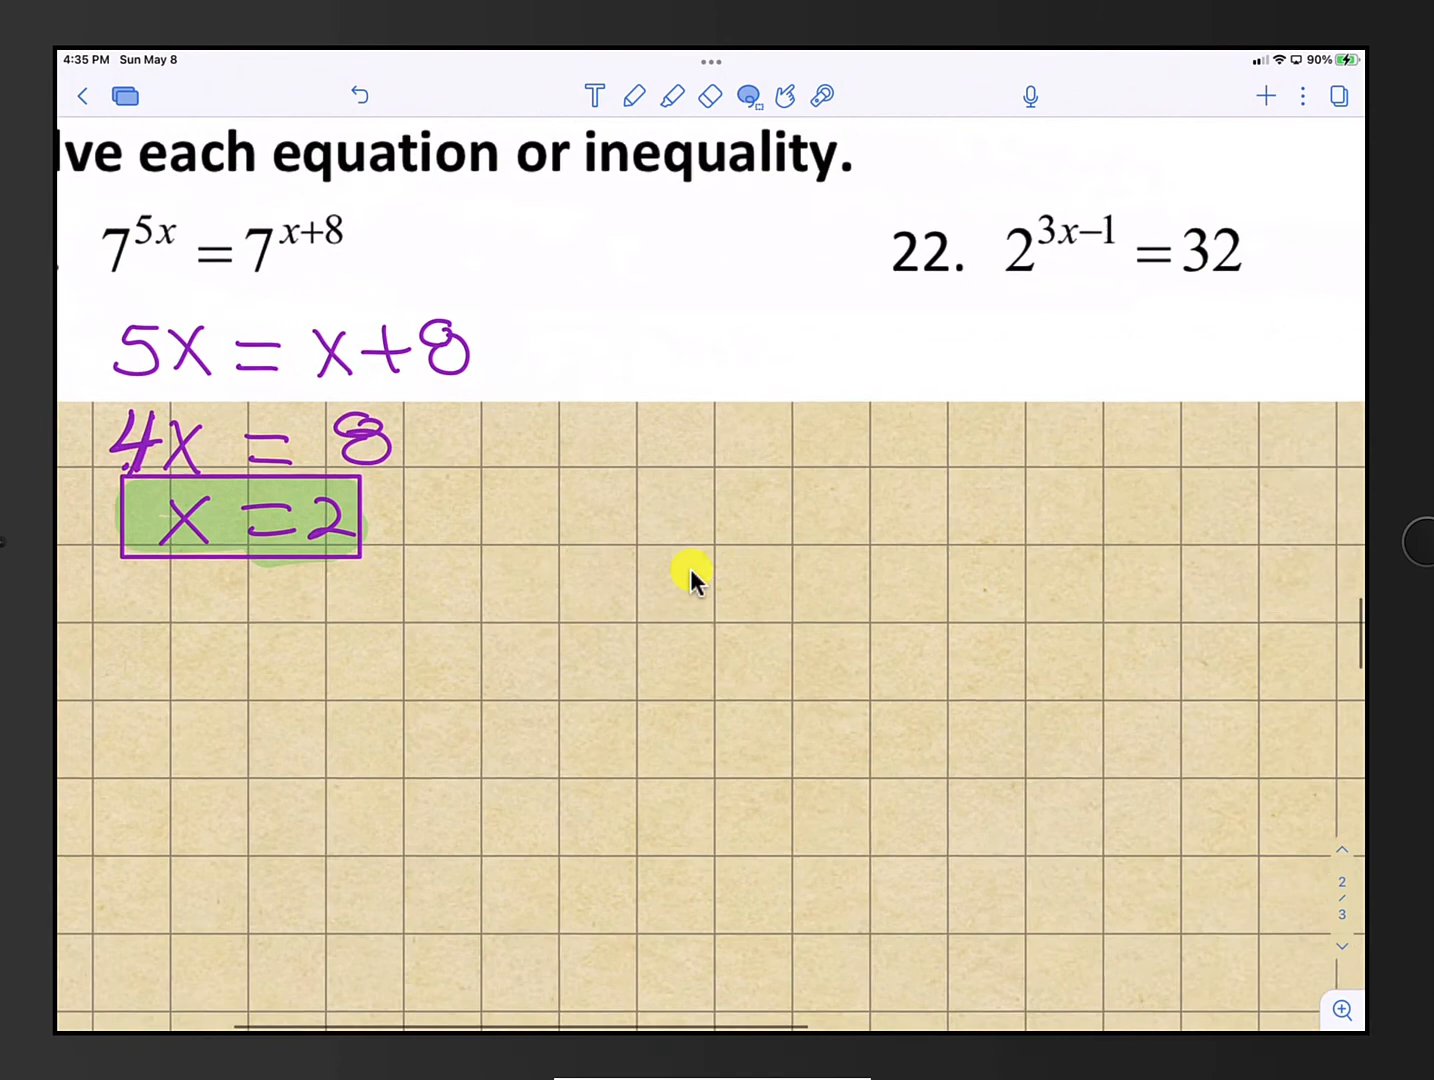 4:35 PM Sun May 8
90%
lve each equation or inequality.
7^{5x} = 7^{x+8}
22. 2^{3x-1} = 32
5x = x+8
4x = 8
x = 2
2
/
3